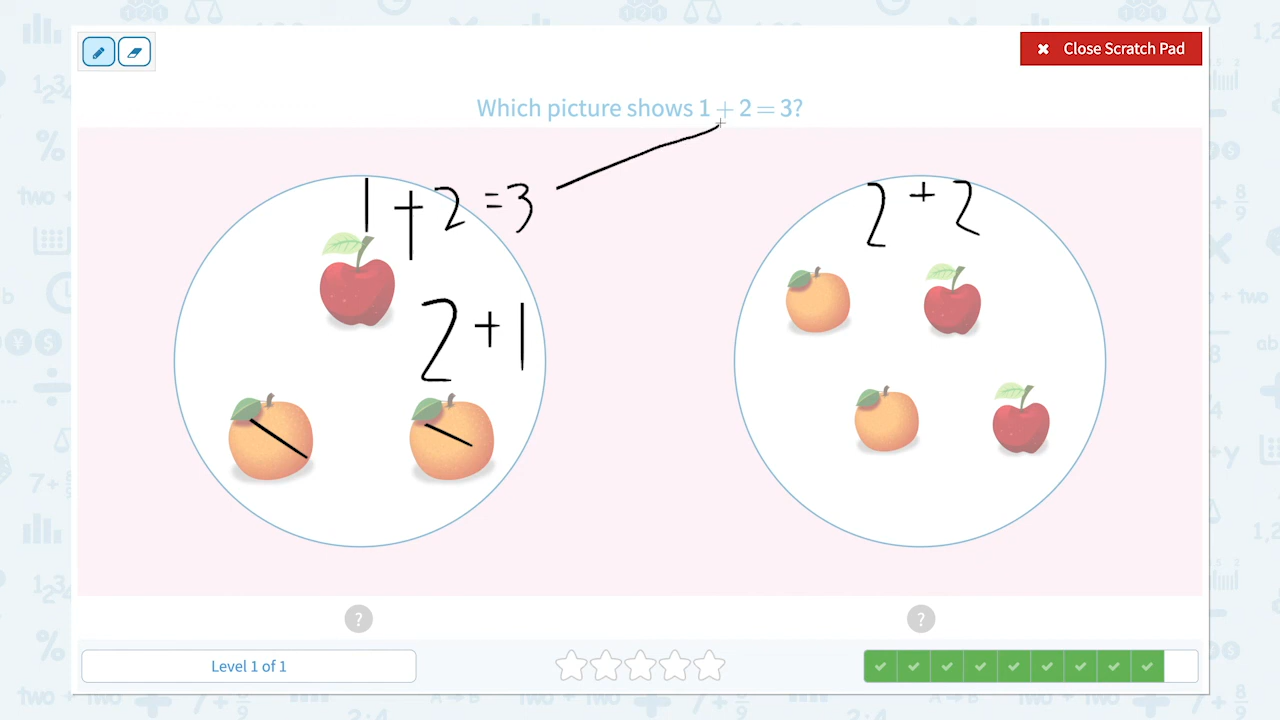 ✖ Close Scratch Pad
Which picture shows 1 + 2 = 3?
1 + 2 = 3
2 + 2
2 + 1
? ?
Level 1 of 1